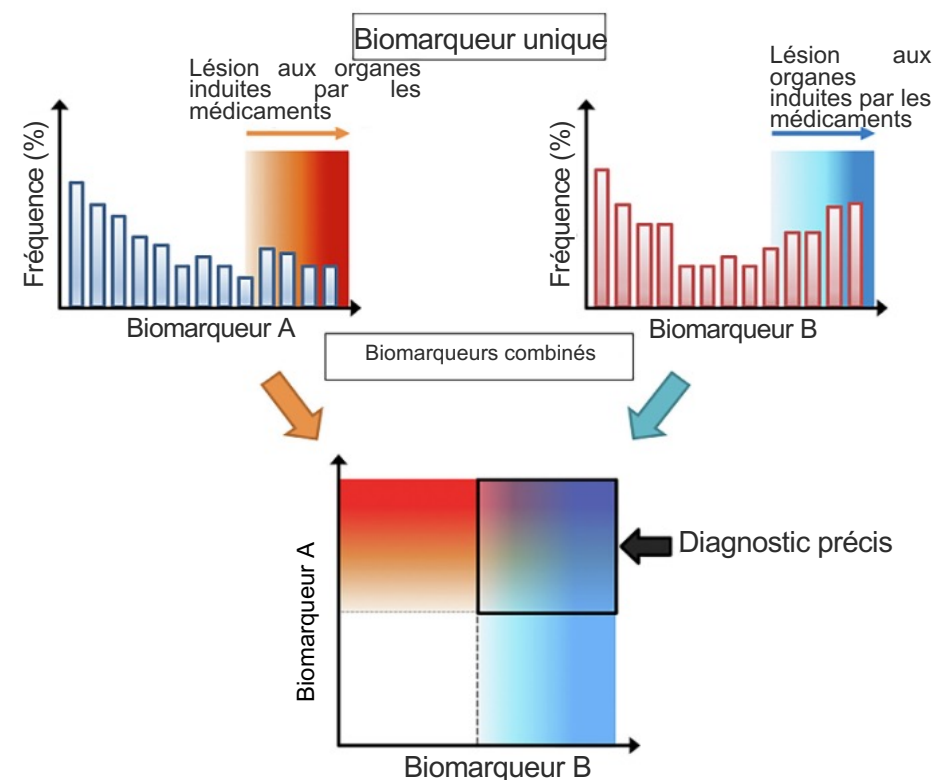 Biomarqueur unique
Lésion aux organes
induites par les
médicaments
Lésion aux
organes
induites par les
médicaments
Fréquence (%)
Fréquence (%)
Biomarqueur A
Biomarqueur B
Biomarqueurs combinés
Biomarqueur A
Diagnostic précis
Biomarqueur B